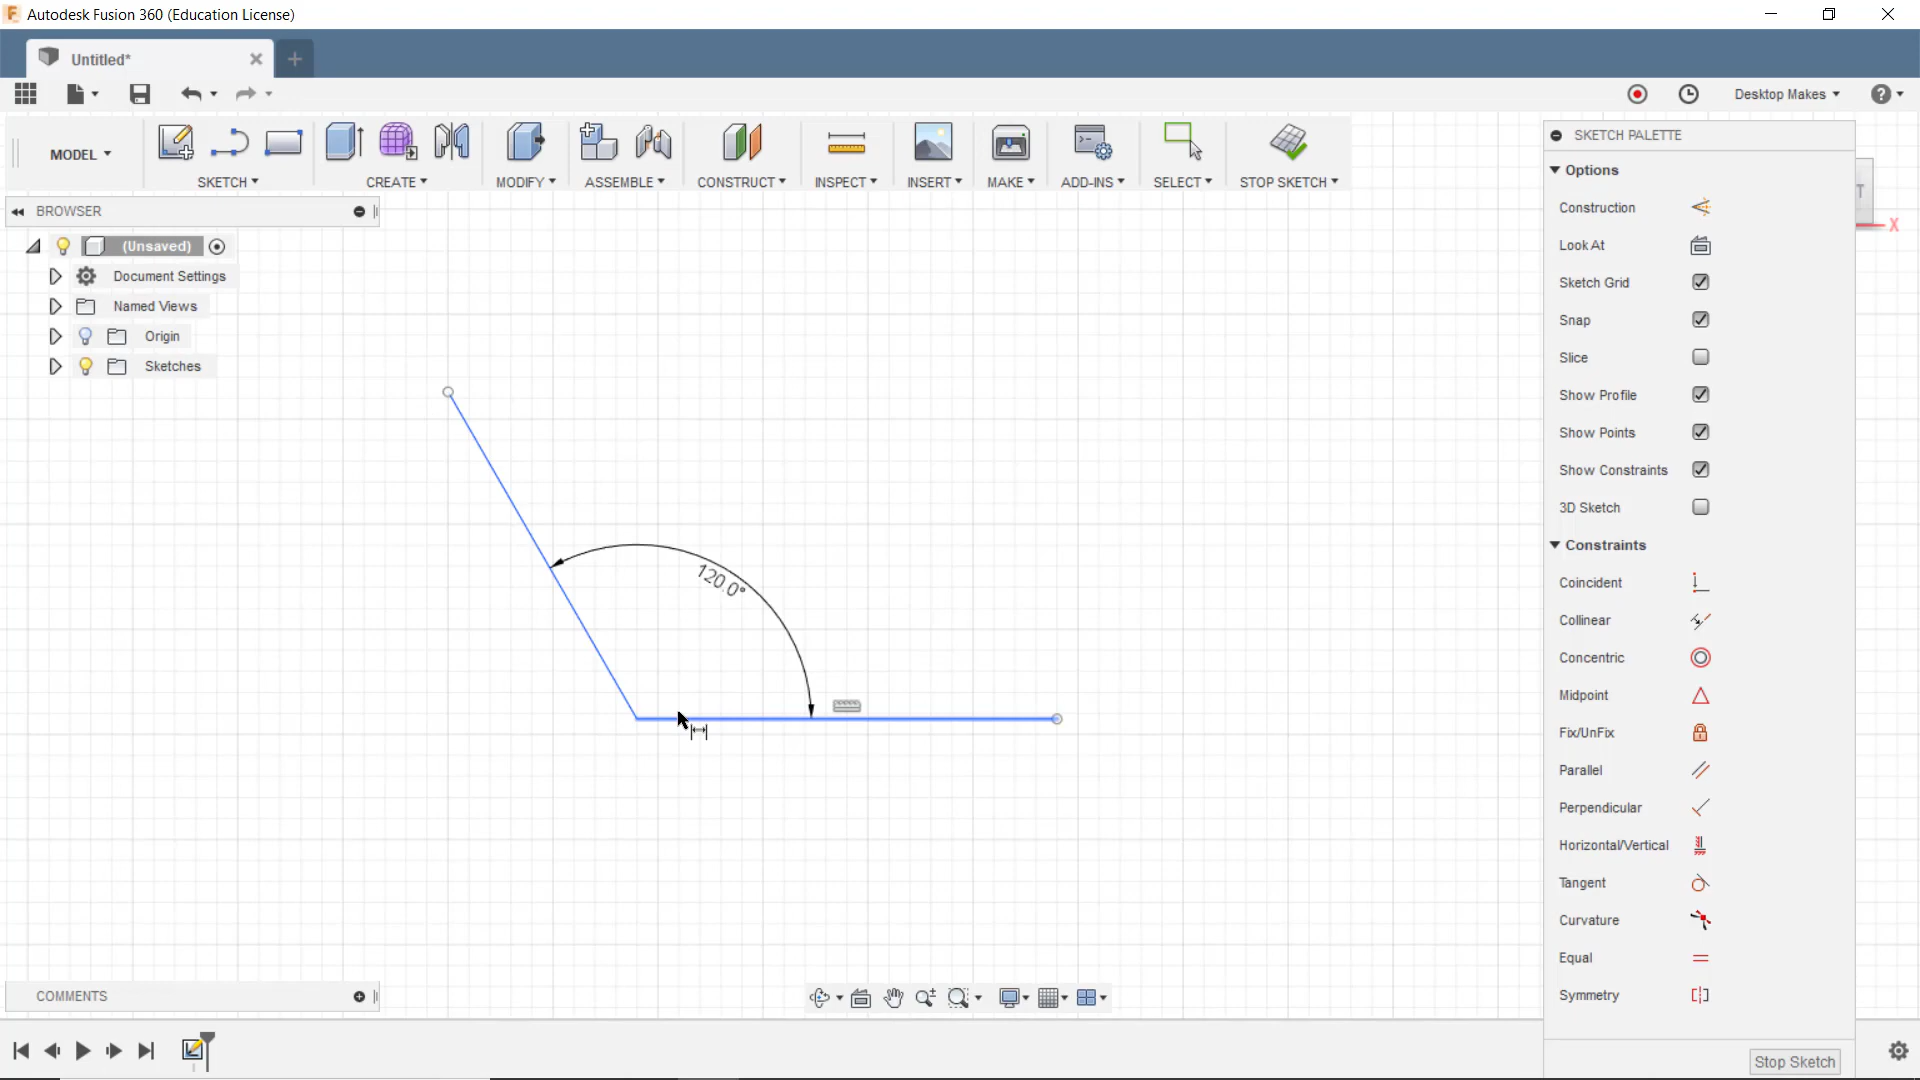 Autodesk Fusion 360 (Education License)
Untitled*
Desktop Makes
MODEL
SKETCH
CREATE
MODIFY
ASSEMBLE
CONSTRUCT
INSPECT
INSERT
MAKE
ADD-INS
SELECT
STOP SKETCH
BROWSER
(Unsaved)
Document Settings
Named Views
Origin
Sketches
120.0°
SKETCH PALETTE
Options
Construction
Look At
Sketch Grid
Snap
Slice
Show Profile
Show Points
Show Constraints
3D Sketch
Constraints
Coincident
Collinear
Concentric
Midpoint
Fix/UnFix
Parallel
Perpendicular
Horizontal/Vertical
Tangent
Curvature
Equal
Symmetry
Stop Sketch
T
X
COMMENTS